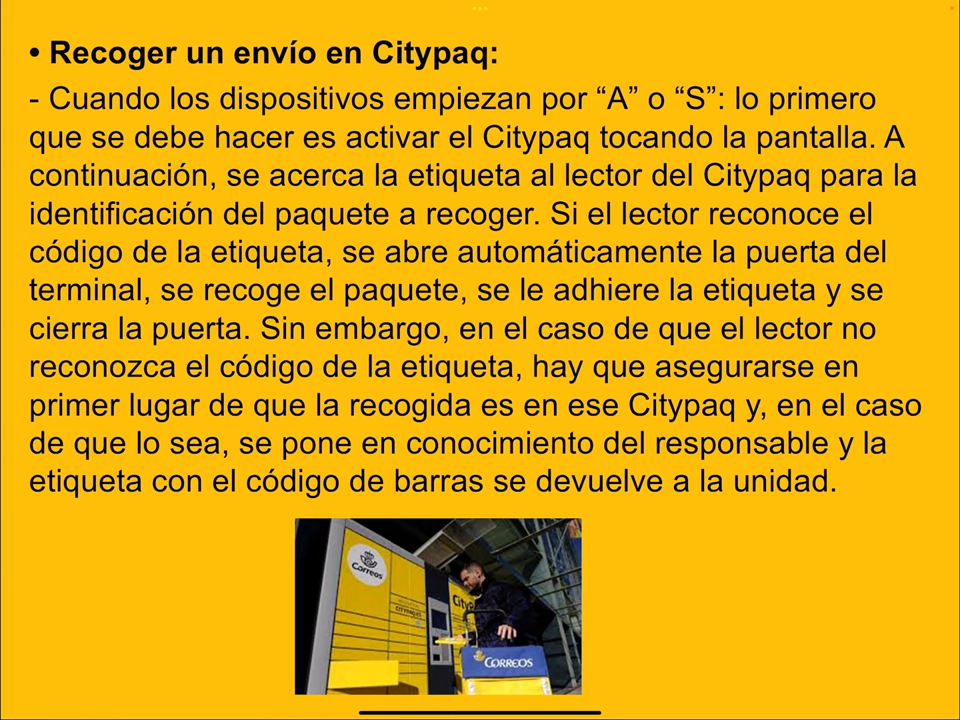 • Recoger un envío en Citypaq:
- Cuando los dispositivos empiezan por “A” o “S”: lo primero
que se debe hacer es activar el Citypaq tocando la pantalla. A
continuación, se acerca la etiqueta al lector del Citypaq para la
identificación del paquete a recoger. Si el lector reconoce el
código de la etiqueta, se abre automáticamente la puerta del
terminal, se recoge el paquete, se le adhiere la etiqueta y se
cierra la puerta. Sin embargo, en el caso de que el lector no
reconozca el código de la etiqueta, hay que asegurarse en
primer lugar de que la recogida es en ese Citypaq y, en el caso
de que lo sea, se pone en conocimiento del responsable y la
etiqueta con el código de barras se devuelve a la unidad.
Correos
CITYPAQ.ES
CityP
CORREOS